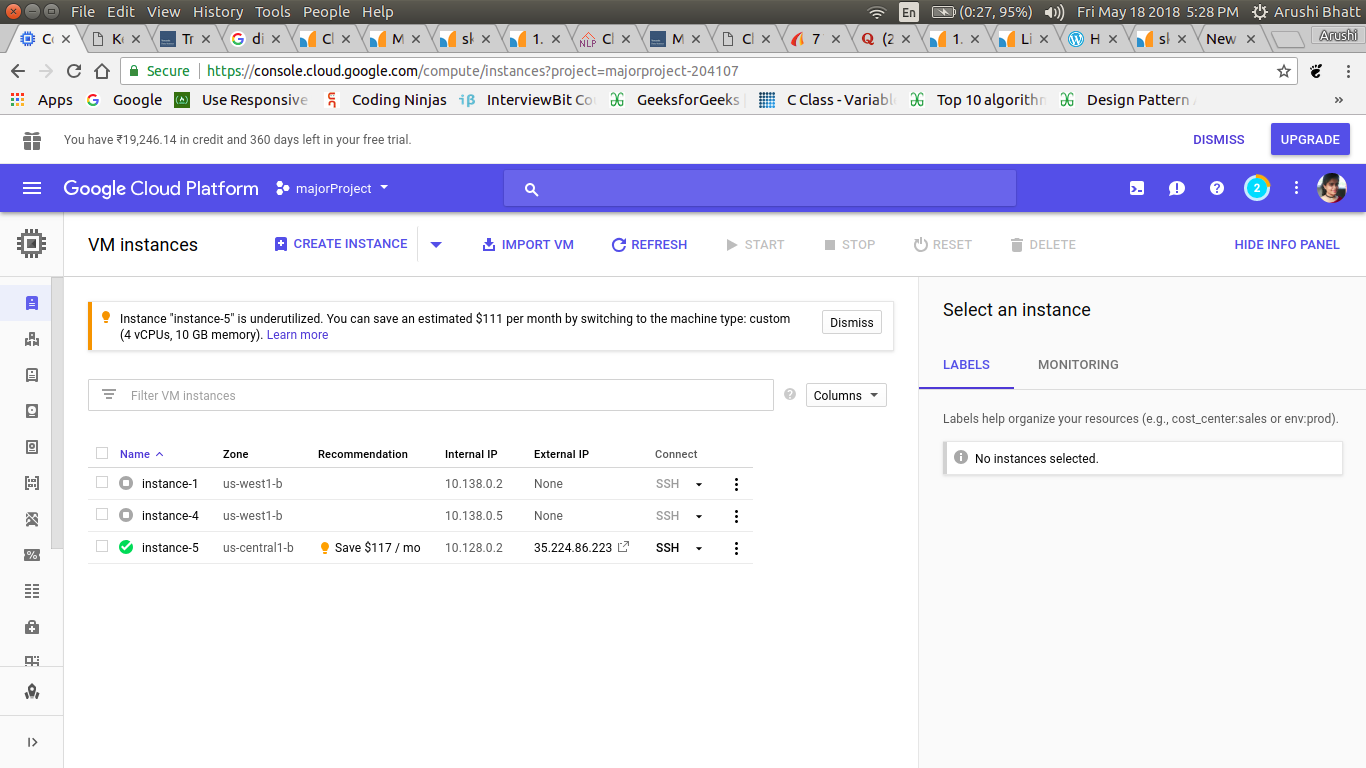 File Edit View History Tools People Help
En (0:27, 95%) Fri May 18 2018 5:28 PM Arushi Bhatt
Co Ke Tr di Cl M sk 1. NLP Cl M Cl 7 (2 1. Li H sk New Arushi
Secure https://console.cloud.google.com/compute/instances?project=majorproject-204107
Apps Google Use Responsive Coding Ninjas InterviewBit Co GeeksforGeeks C Class - Variabl Top 10 algorithm Design Pattern »
You have ₹19,246.14 in credit and 360 days left in your free trial. DISMISS UPGRADE
Google Cloud Platform majorProject 2
VM instances CREATE INSTANCE IMPORT VM REFRESH START STOP RESET DELETE HIDE INFO PANEL
Instance "instance-5" is underutilized. You can save an estimated $111 per month by switching to the machine type: custom
(4 vCPUs, 10 GB memory). Learn more
Dismiss
Filter VM instances
Columns
Name Zone Recommendation Internal IP External IP Connect
instance-1 us-west1-b 10.138.0.2 None SSH
instance-4 us-west1-b 10.138.0.5 None SSH
instance-5 us-central1-b Save $117 / mo 10.128.0.2 35.224.86.223 SSH
Select an instance
LABELS MONITORING
Labels help organize your resources (e.g., cost_center:sales or env:prod).
No instances selected.